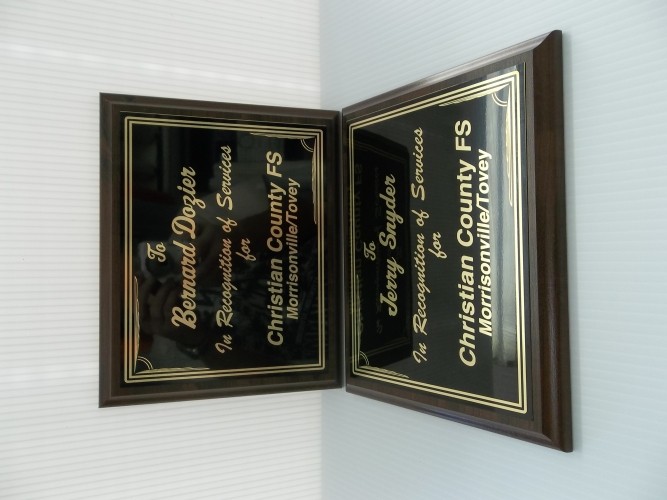 To
Bernard Dozier
In Recognition of Services
for
Christian County FS
Morrisonville/Tovey
To
Jerry Snyder
In Recognition of Services
for
Christian County FS
Morrisonville/Tovey